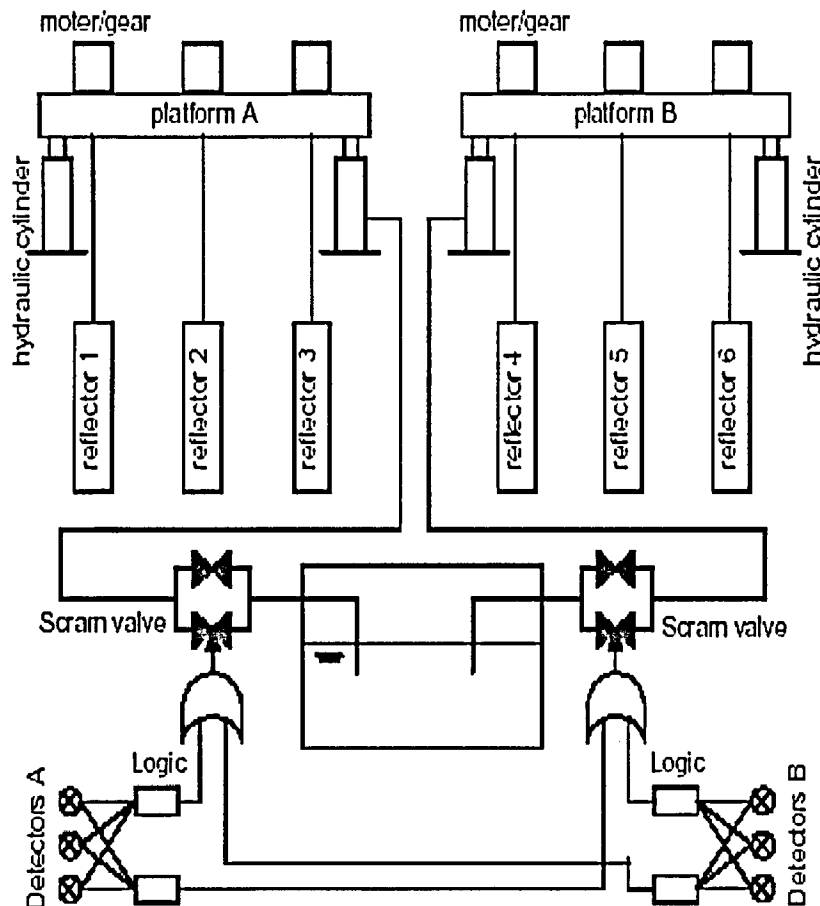 moter/gear
moter/gear
platform A
platform B
hydraulic cylinder
hydraulic cylinder
reflector 1
reflector 2
reflector 3
reflector 4
reflector 5
reflector 6
Scram valve
Scram valve
Logic
Logic
Detectors A
Detectors B